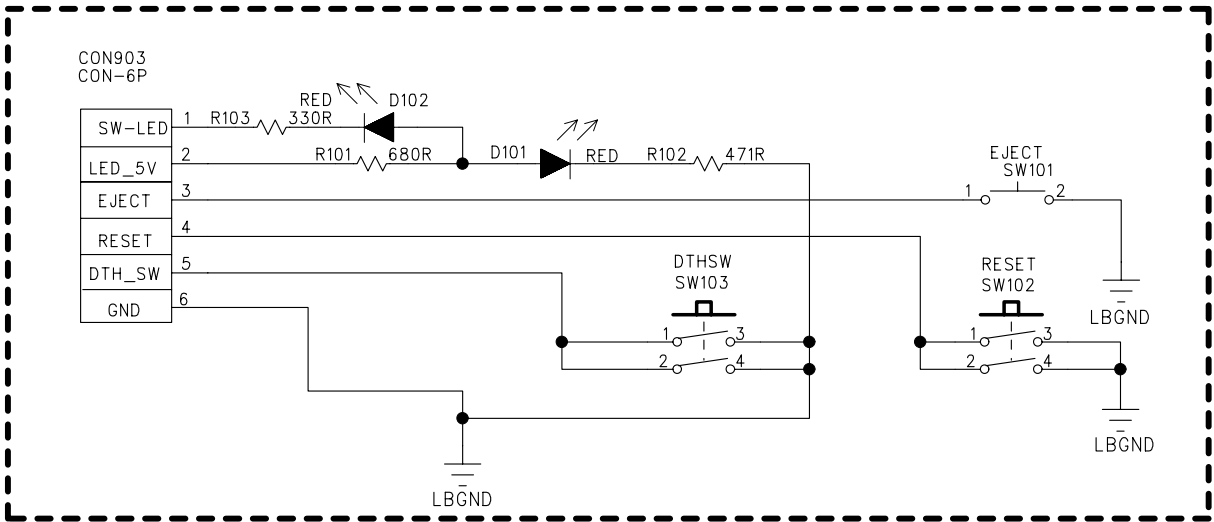 CON903
CON-6P
RED
D102
SW-LED
1
R103
330R
LED_5V
2
R101
680R
D101
RED
R102
471R
EJECT
SW101
EJECT
3
1
2
RESET
4
DTH_SW
5
DTHSW
SW103
RESET
SW102
GND
6
LBGND
1
3
2
4
1
3
2
4
LBGND
LBGND